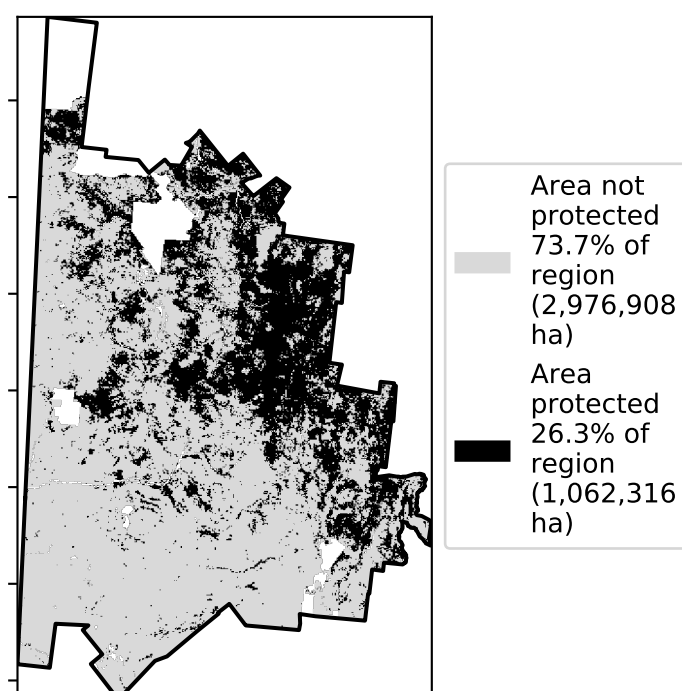 Area not
protected
73.7% of
region
(2,976,908
ha)
Area
protected
26.3% of
region
(1,062,316
ha)